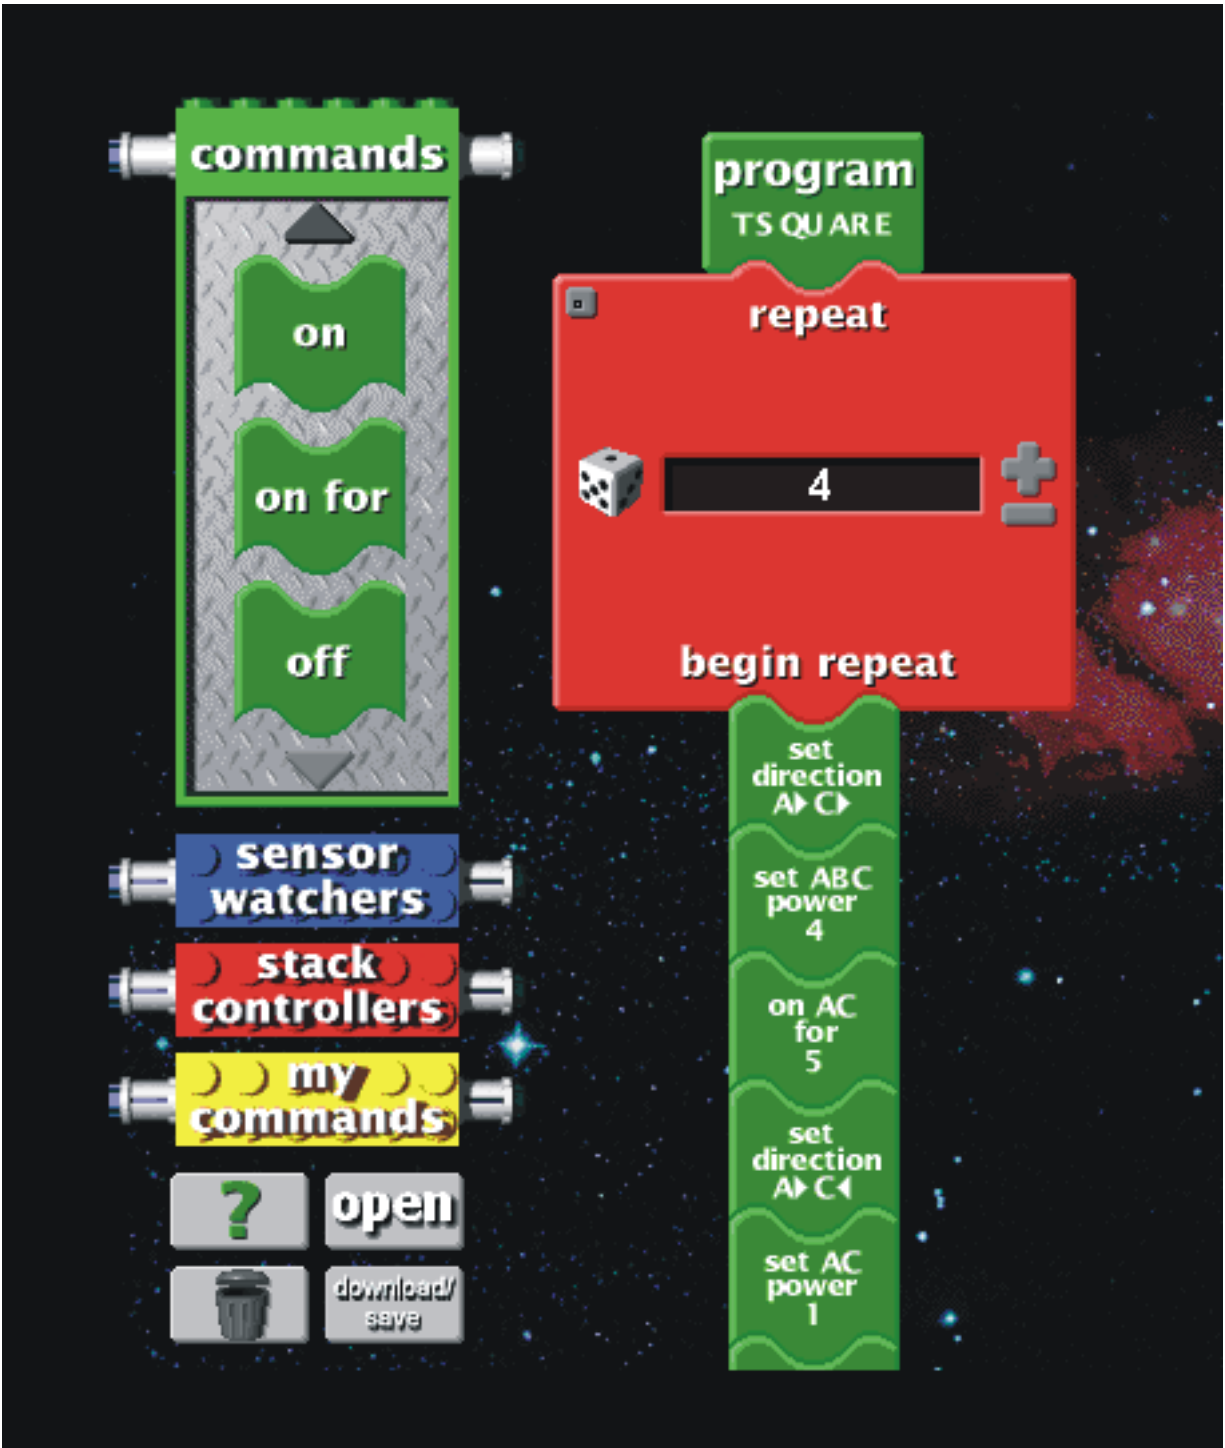 commands
on
on for
off
sensor
watchers
stack
controllers
my
commands
?
open
download/
save
program
TSQUARE
repeat
4
begin repeat
set
direction
A▶ C▶
set ABC
power
4
on AC
for
5
set
direction
A▶ C◀
set AC
power
1